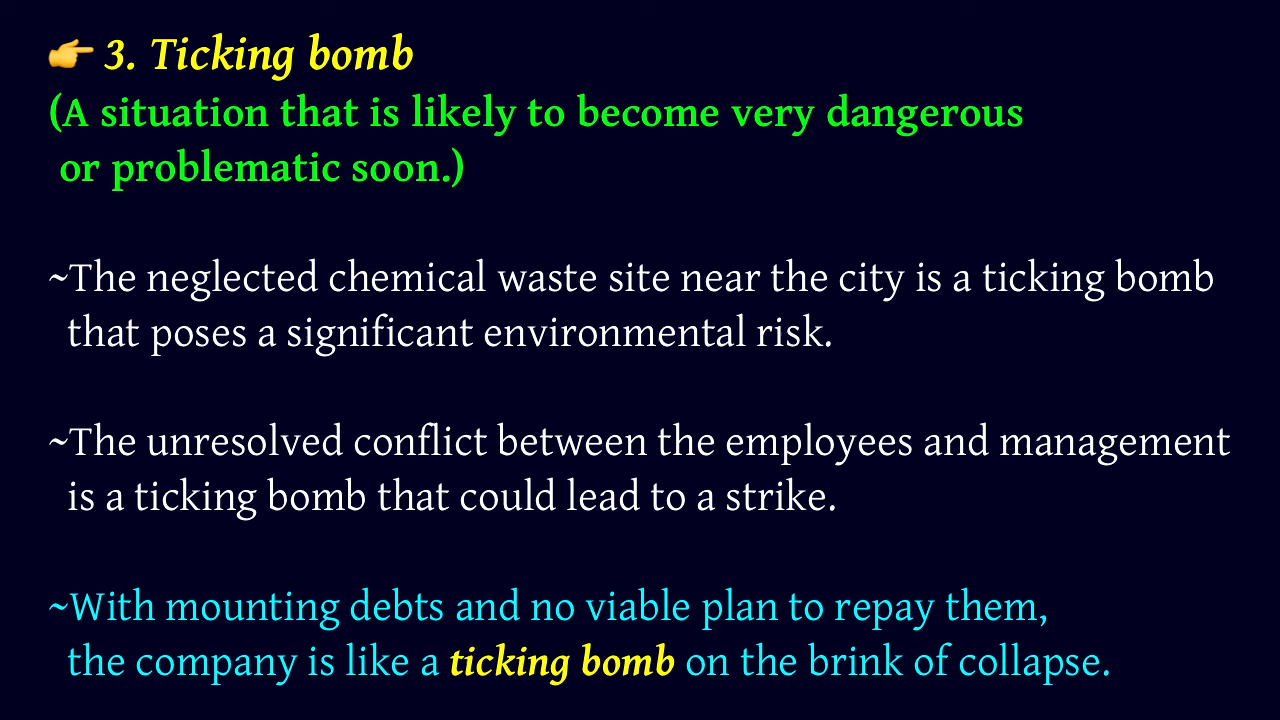 👉 3. Ticking bomb
(A situation that is likely to become very dangerous
or problematic soon.)
~The neglected chemical waste site near the city is a ticking bomb
that poses a significant environmental risk.
~The unresolved conflict between the employees and management
is a ticking bomb that could lead to a strike.
~With mounting debts and no viable plan to repay them,
the company is like a ticking bomb on the brink of collapse.